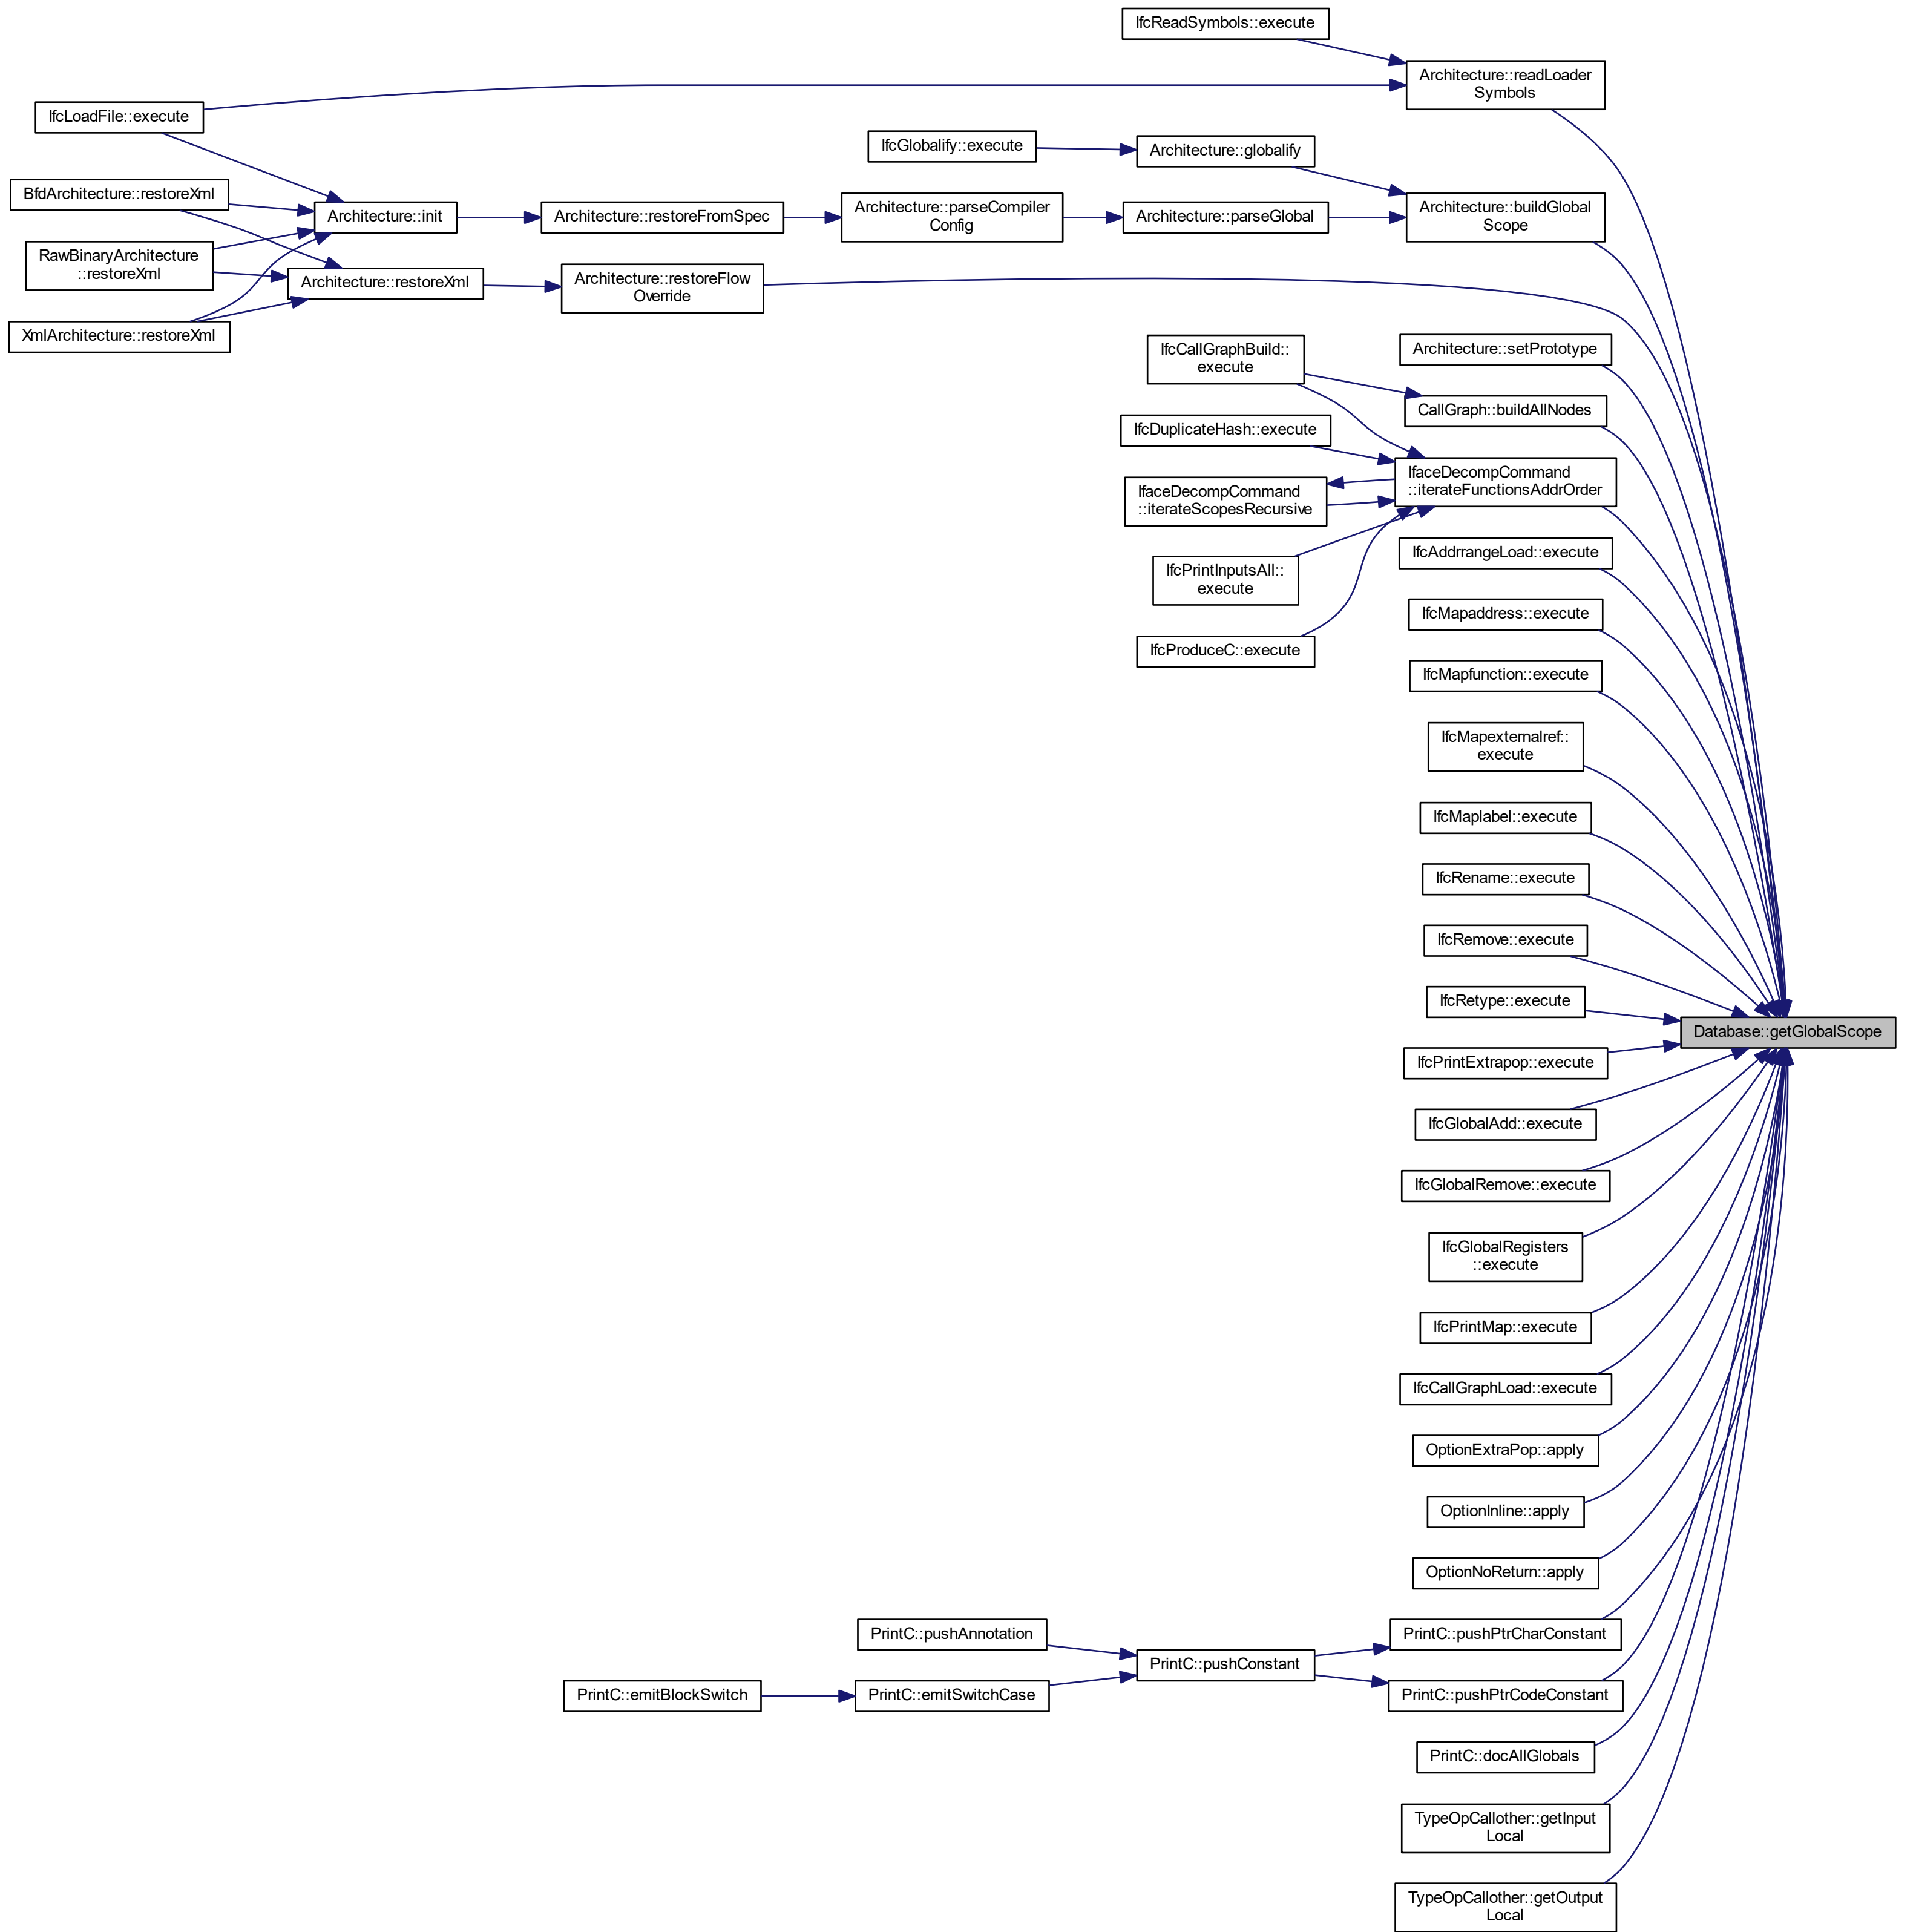 IfcReadSymbols::execute
Architecture::readLoader
Symbols
IfcLoadFile::execute
IfcGlobalify::execute
Architecture::globalify
BfdArchitecture::restoreXml
Architecture::init
Architecture::restoreFromSpec
Architecture::parseCompiler
Config
Architecture::parseGlobal
Architecture::buildGlobal
Scope
RawBinaryArchitecture
::restoreXml
Architecture::restoreXml
Architecture::restoreFlow
Override
XmlArchitecture::restoreXml
IfcCallGraphBuild::
execute
Architecture::setPrototype
CallGraph::buildAllNodes
IfcDuplicateHash::execute
IfaceDecompCommand
::iterateFunctionsAddrOrder
IfaceDecompCommand
::iterateScopesRecursive
IfcAddrrangeLoad::execute
IfcPrintInputsAll::
execute
IfcMapaddress::execute
IfcProduceC::execute
IfcMapfunction::execute
IfcMapexternalref::
execute
IfcMaplabel::execute
IfcRename::execute
IfcRemove::execute
IfcRetype::execute
Database::getGlobalScope
IfcPrintExtrapop::execute
IfcGlobalAdd::execute
IfcGlobalRemove::execute
IfcGlobalRegisters
::execute
IfcPrintMap::execute
IfcCallGraphLoad::execute
OptionExtraPop::apply
OptionInline::apply
OptionNoReturn::apply
PrintC::pushAnnotation
PrintC::pushConstant
PrintC::pushPtrCharConstant
PrintC::emitBlockSwitch
PrintC::emitSwitchCase
PrintC::pushPtrCodeConstant
PrintC::docAllGlobals
TypeOpCallother::getInput
Local
TypeOpCallother::getOutput
Local